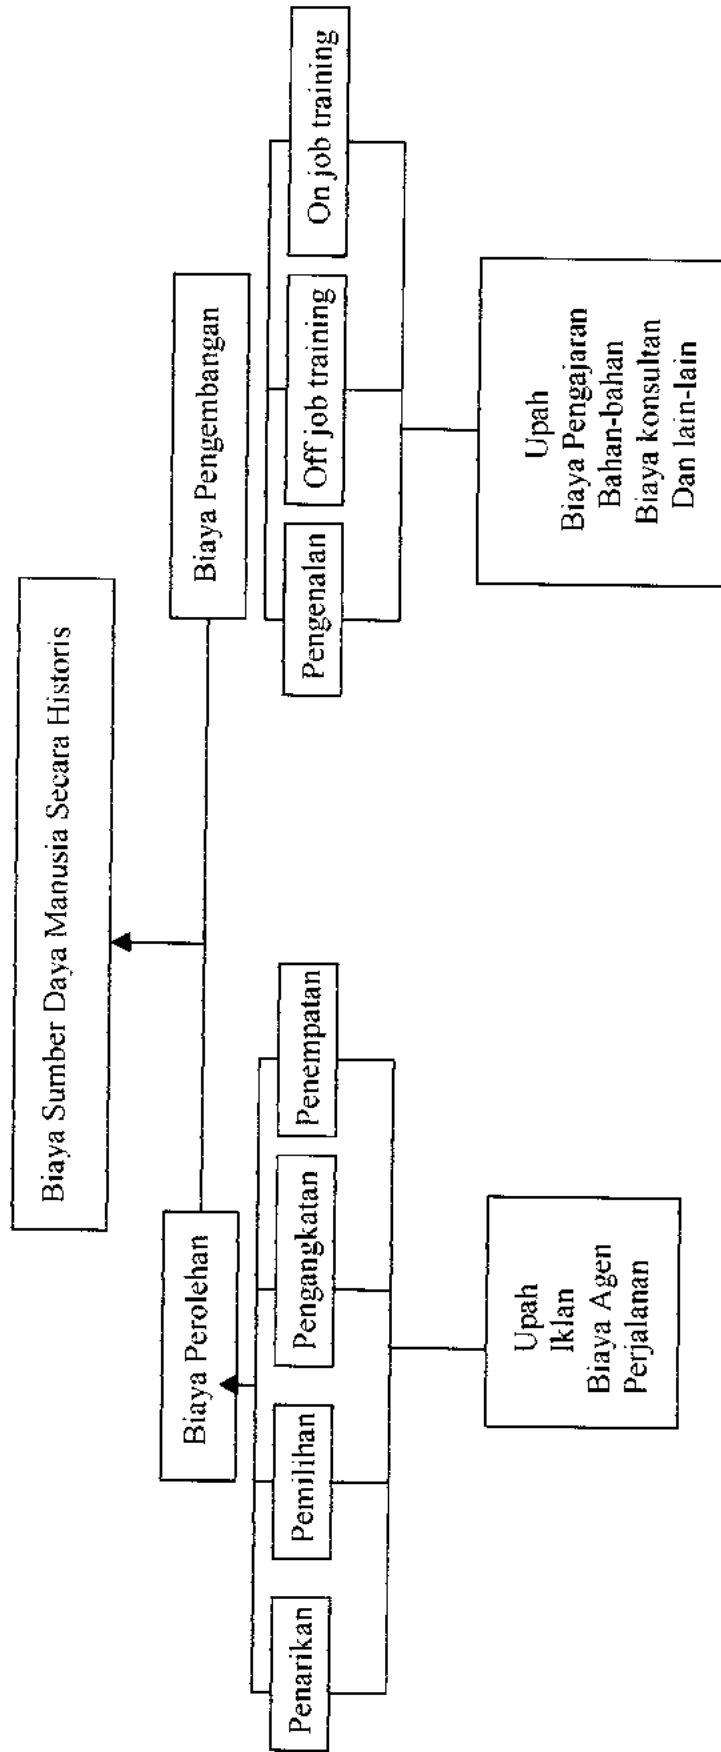 Biaya Sumber Daya Manusia Secara Historis
Biaya Perolehan
Biaya Pengembangan
Penarikan
Pemilihan
Pengangkatan
Penempatan
Pengenalan
Off job training
On job training
Upah
Iklan
Biaya Agen
Perjalanan
Upah
Biaya Pengajaran
Bahan-bahan
Biaya konsultan
Dan lain-lain